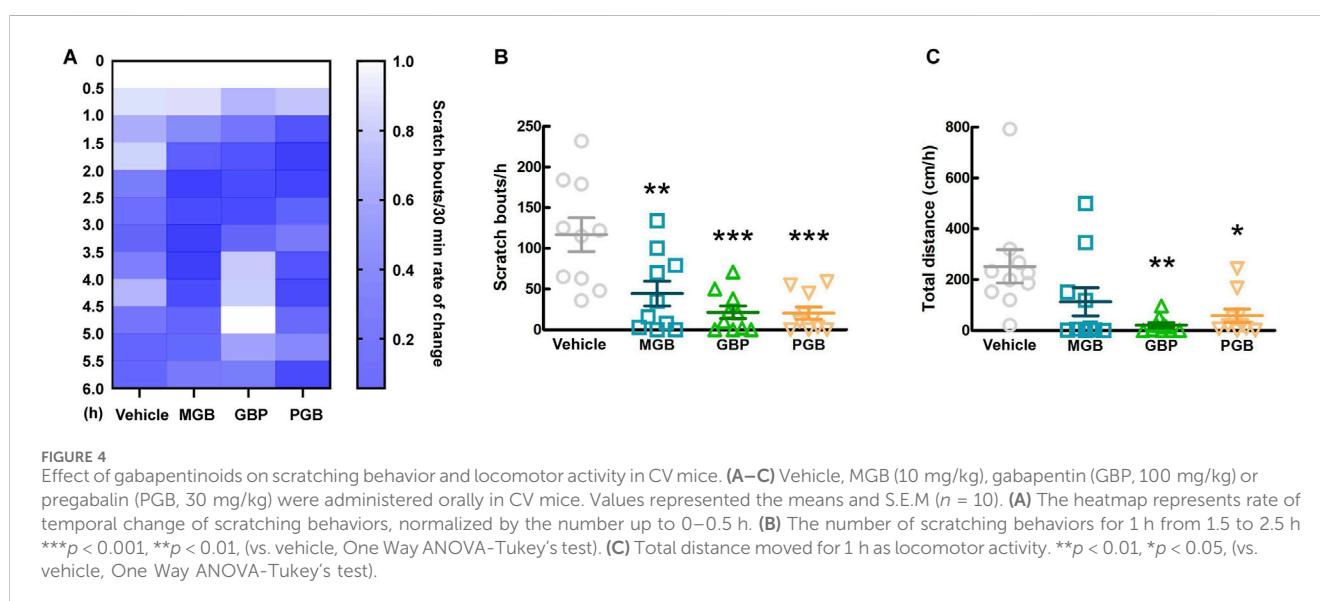 A
0
0.5
1.0
1.5
2.0
2.5
3.0
3.5
4.0
4.5
5.0
5.5
6.0
(h) Vehicle MGB GBP PGB
1.0
0.8
0.6
0.4
0.2
Scratch bouts/30 min rate of change
B
Scratch bouts/h
250
200
150
100
50
0
**
***
***
Vehicle MGB GBP PGB
C
Total distance (cm/h)
800
600
400
200
0
**
*
Vehicle MGB GBP PGB
FIGURE 4
Effect of gabapentinoids on scratching behavior and locomotor activity in CV mice. (A–C) Vehicle, MGB (10 mg/kg), gabapentin (GBP, 100 mg/kg) or
pregabalin (PGB, 30 mg/kg) were administered orally in CV mice. Values represented the means and S.E.M (n = 10). (A) The heatmap represents rate of
temporal change of scratching behaviors, normalized by the number up to 0–0.5 h. (B) The number of scratching behaviors for 1 h from 1.5 to 2.5 h
***p < 0.001, **p < 0.01, (vs. vehicle, One Way ANOVA-Tukey's test). (C) Total distance moved for 1 h as locomotor activity. **p < 0.01, *p < 0.05, (vs.
vehicle, One Way ANOVA-Tukey's test).